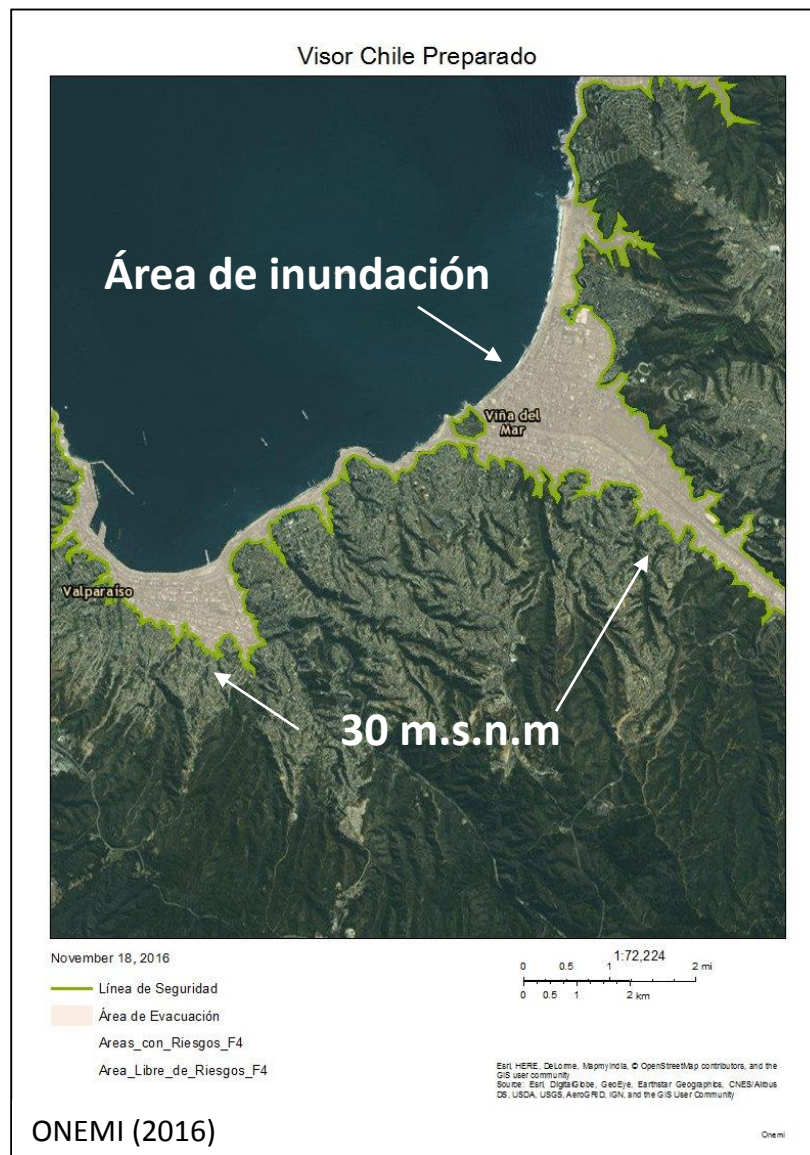 Visor Chile Preparado
Área de inundación
Viña del
Mar
Valparaíso
30 m.s.n.m
November 18, 2016
1:72,224
0 0.5 1 2 mi
0 0.5 1 2 km
Línea de Seguridad
Área de Evacuación
Areas_con_Riesgos_F4
Area_Libre_de_Riesgos_F4
Esri, HERE, DeLorme, MapmyIndia, © OpenStreetMap contributors, and the
GIS user community
Source: Esri, DigitalGlobe, GeoEye, Earthstar Geographics, CNES/Airbus
DS, USDA, USGS, AeroGRID, IGN, and the GIS User Community
ONEMI (2016)
Onemi